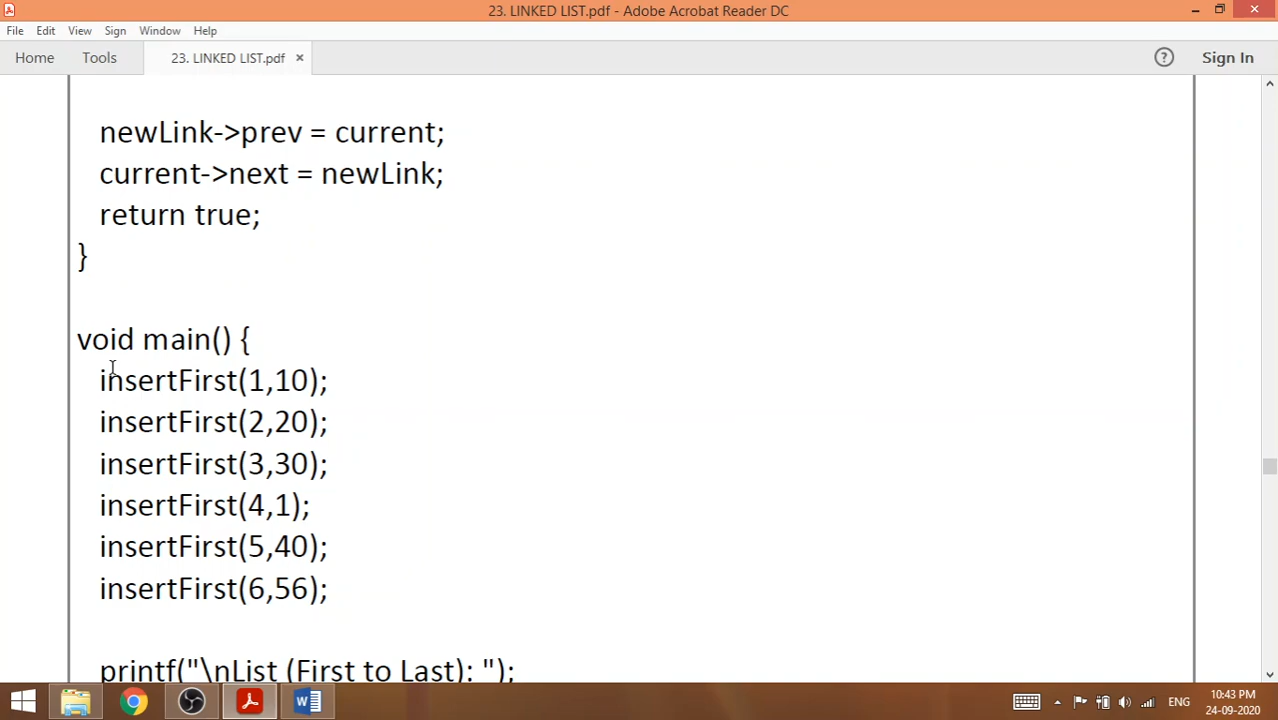 23. LINKED LIST.pdf - Adobe Acrobat Reader DC
File Edit View Sign Window Help
Home Tools 23. LINKED LIST.pdf × Sign In
newLink->prev = current;
current->next = newLink;
return true;
}
void main() {
insertFirst(1,10);
insertFirst(2,20);
insertFirst(3,30);
insertFirst(4,1);
insertFirst(5,40);
insertFirst(6,56);
printf("\nList (First to Last): ");
ENG
10:43 PM
24-09-2020